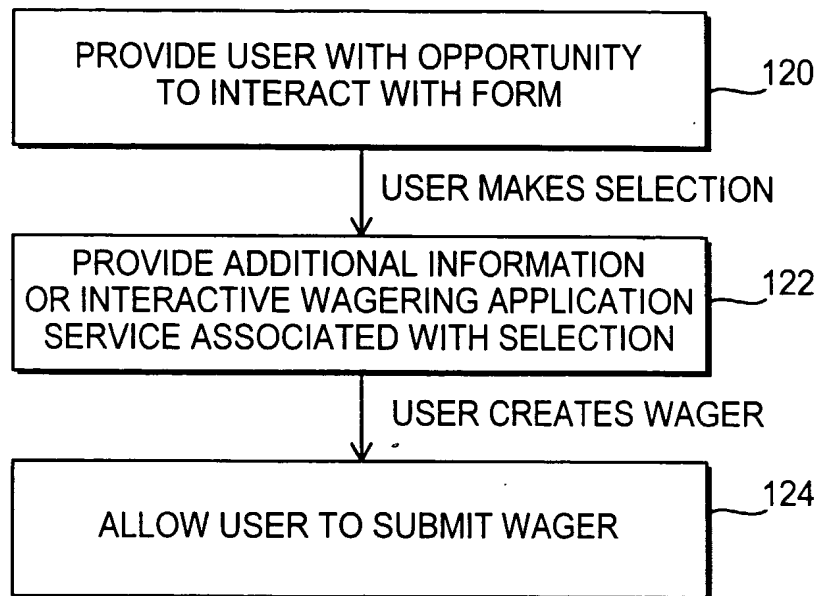 PROVIDE USER WITH OPPORTUNITY
TO INTERACT WITH FORM
120
USER MAKES SELECTION
PROVIDE ADDITIONAL INFORMATION
OR INTERACTIVE WAGERING APPLICATION
SERVICE ASSOCIATED WITH SELECTION
122
USER CREATES WAGER
ALLOW USER TO SUBMIT WAGER
124